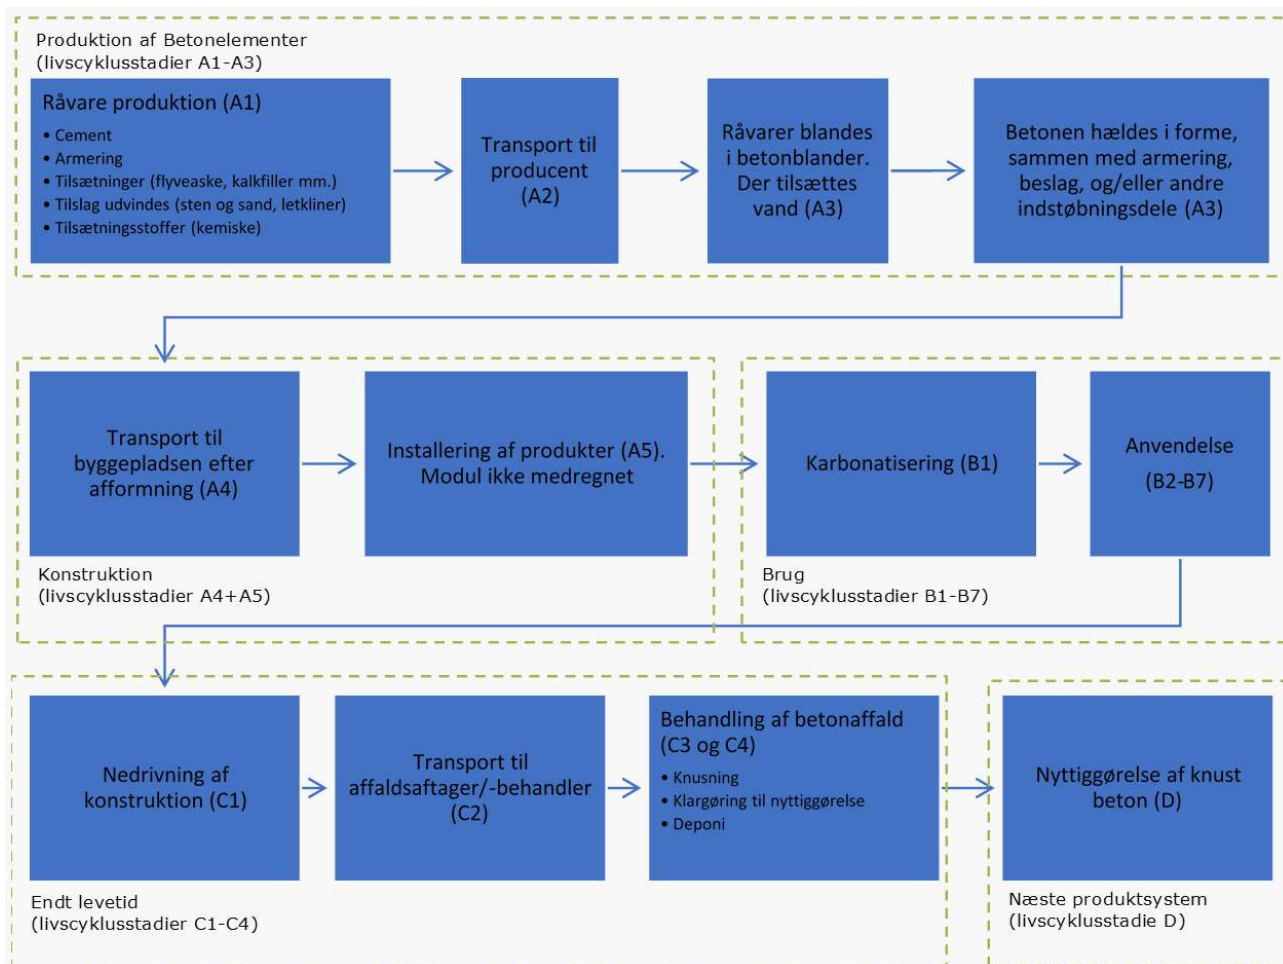 Produktion af Betonelementer
(livscyklusstadier A1-A3)
Råvare produktion (A1)
• Cement
• Armering
• Tilsætninger (flyveaske, kalkfiller mm.)
• Tilslag udvindes (sten og sand, letkliner)
• Tilsætningsstoffer (kemiske)
Transport til
producent
(A2)
Råvarer blandes
i betonblander.
Der tilsættes
vand (A3)
Betonen hældes i forme,
sammen med armering,
beslag, og/eller andre
indstøbningsdele (A3)
Transport til
byggepladsen efter
afformning (A4)
Installering af produkter (A5).
Modul ikke medregnet
Konstruktion
(livscyklusstadier A4+A5)
Karbonatisering (B1)
Anvendelse
(B2-B7)
Brug
(livscyklusstadier B1-B7)
Nedrivning af
konstruktion (C1)
Transport til
affaldsaftager/-behandler
(C2)
Behandling af betonaffald
(C3 og C4)
• Knusning
• Klargøring til nyttiggørelse
• Deponi
Endt levetid
(livscyklusstadier C1-C4)
Nyttiggørelse af knust
beton (D)
Næste produktsystem
(livscyklusstadie D)